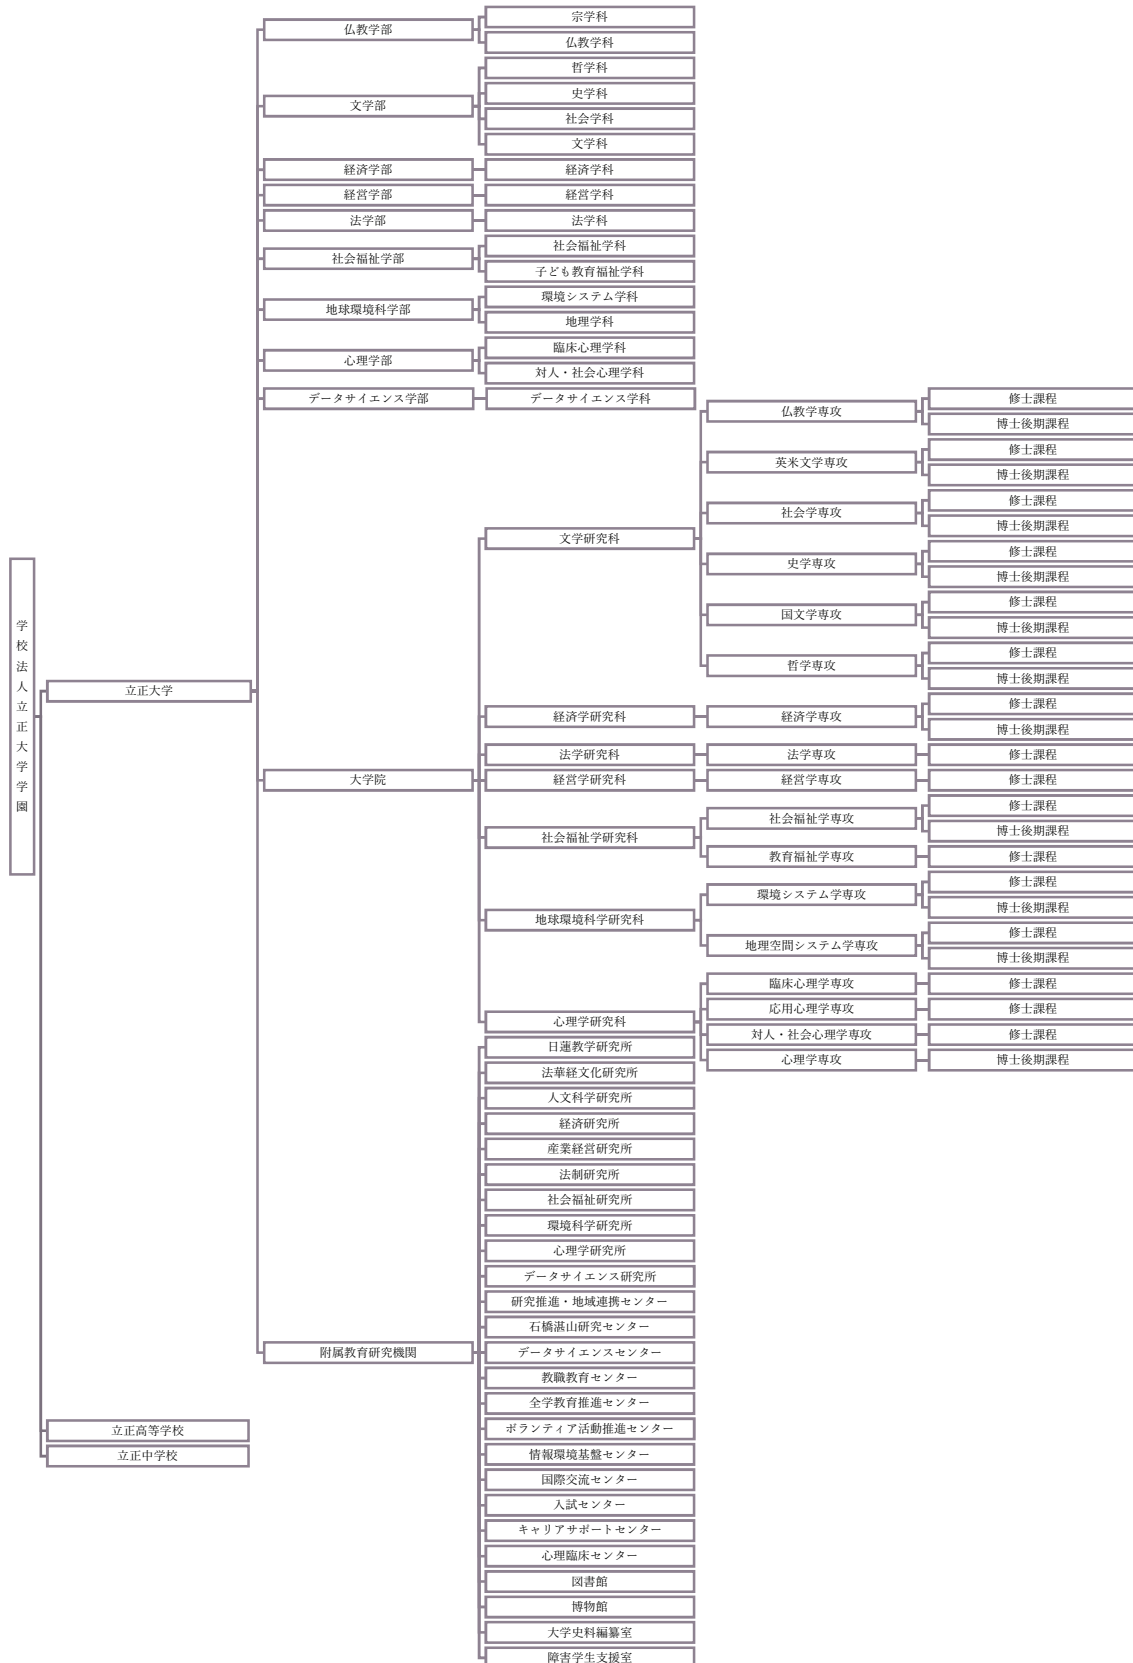 学校法人立正大学学園
立正大学
仏教学部
宗学科
仏教学科
文学部
哲学科
史学科
社会学科
文学科
経済学部
経済学科
経営学部
経営学科
法学部
法学科
社会福祉学部
社会福祉学科
子ども教育福祉学科
地球環境科学部
環境システム学科
地理学科
心理学部
臨床心理学科
対人・社会心理学科
データサイエンス学部
データサイエンス学科
大学院
文学研究科
仏教学専攻
修士課程
博士後期課程
英米文学専攻
修士課程
博士後期課程
社会学専攻
修士課程
博士後期課程
史学専攻
修士課程
博士後期課程
国文学専攻
修士課程
博士後期課程
哲学専攻
修士課程
博士後期課程
経済学研究科
経済学専攻
修士課程
博士後期課程
法学研究科
法学専攻
修士課程
経営学研究科
経営学専攻
修士課程
社会福祉学研究科
社会福祉学専攻
修士課程
博士後期課程
教育福祉学専攻
修士課程
地球環境科学研究科
環境システム学専攻
修士課程
博士後期課程
地理空間システム学専攻
修士課程
博士後期課程
心理学研究科
臨床心理学専攻
修士課程
応用心理学専攻
修士課程
対人・社会心理学専攻
修士課程
心理学専攻
博士後期課程
附属教育研究機関
日蓮教学研究所
法華経文化研究所
人文科学研究所
経済研究所
産業経営研究所
法制研究所
社会福祉研究所
環境科学研究所
心理学研究所
データサイエンス研究所
研究推進・地域連携センター
石橋湛山研究センター
データサイエンスセンター
教職教育センター
全学教育推進センター
ボランティア活動推進センター
情報環境基盤センター
国際交流センター
入試センター
キャリアサポートセンター
心理臨床センター
図書館
博物館
大学史料編纂室
障害学生支援室
立正高等学校
立正中学校